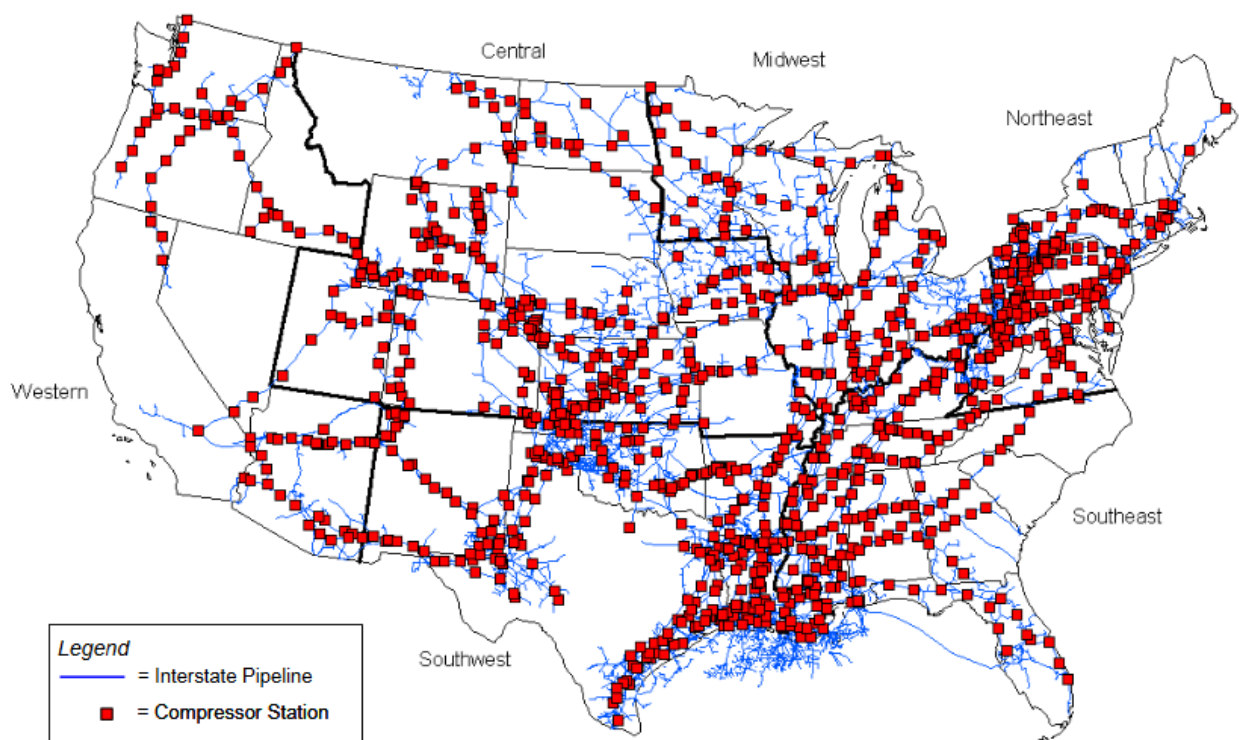 Central
Midwest
Northeast
Western
Southeast
Southwest
Legend
= Interstate Pipeline
= Compressor Station